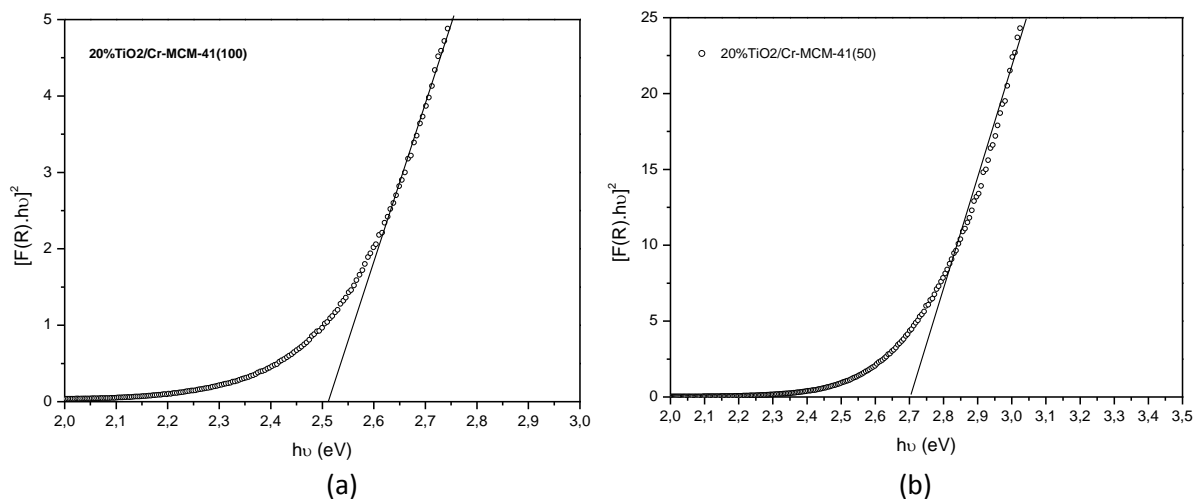 20%TiO2/Cr-MCM-41(100)
[F(R).hυ]²
5
4
3
2
1
0
2,0 2,1 2,2 2,3 2,4 2,5 2,6 2,7 2,8 2,9 3,0
hυ (eV)
(a)
20%TiO2/Cr-MCM-41(50)
[F(R).hυ]²
25
20
15
10
5
0
2,0 2,1 2,2 2,3 2,4 2,5 2,6 2,7 2,8 2,9 3,0 3,1 3,2 3,3 3,4 3,5
hυ (eV)
(b)